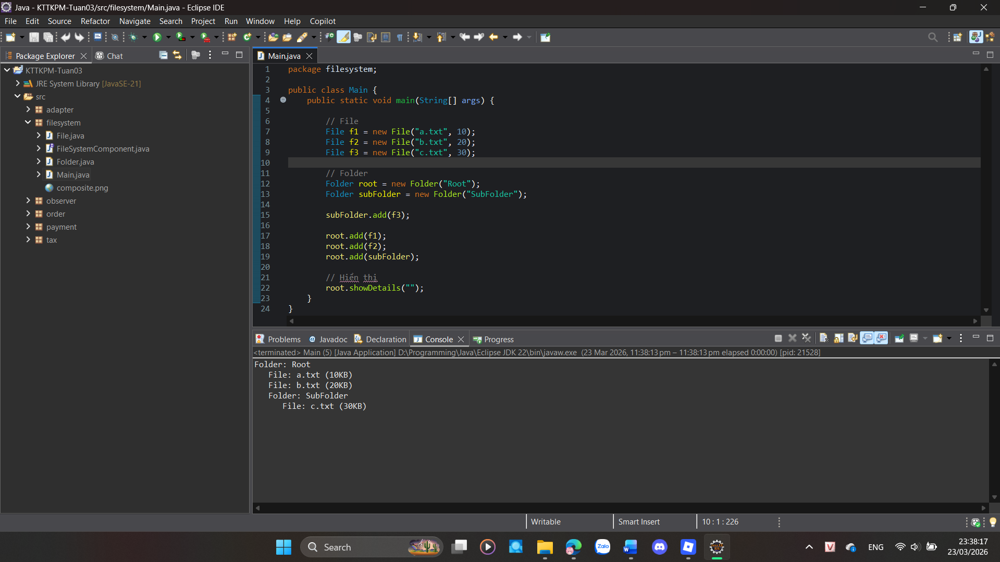 Java - KTTKPM-Tuan03/src/filesystem/Main.java - Eclipse IDE
File Edit Source Refactor Navigate Search Project Run Window Help Copilot
Package Explorer Chat
KTTKPM-Tuan03
JRE System Library [JavaSE-21]
src
adapter
filesystem
File.java
FileSystemComponent.java
Folder.java
Main.java
composite.png
observer
order
payment
tax
Main.java
1 package filesystem;
2
3 public class Main {
4 public static void main(String[] args) {
5
6 // File
7 File f1 = new File("a.txt", 10);
8 File f2 = new File("b.txt", 20);
9 File f3 = new File("c.txt", 30);
10
11 // Folder
12 Folder root = new Folder("Root");
13 Folder subFolder = new Folder("SubFolder");
14
15 subFolder.add(f3);
16
17 root.add(f1);
18 root.add(f2);
19 root.add(subFolder);
20
21 // Hiển thị
22 root.showDetails("");
23 }
24 }
Problems Javadoc Declaration Console Progress
<terminated> Main (5) [Java Application] D:\Programming\Java\Eclipse JDK 22\bin\javaw.exe (23 Mar 2026, 11:38:13 pm – 11:38:13 pm elapsed 0:00:00) [pid: 21528]
Folder: Root
File: a.txt (10KB)
File: b.txt (20KB)
Folder: SubFolder
File: c.txt (30KB)
Writable Smart Insert 10 : 1 : 226
Search
Zalo
ENG
23:38:17
23/03/2026